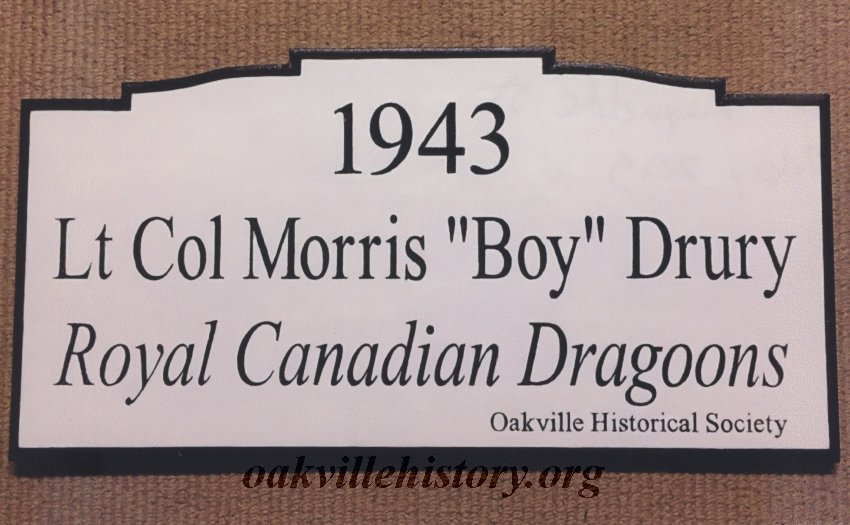 1943
Lt Col Morris "Boy" Drury
Royal Canadian Dragoons
Oakville Historical Society
oakvillehistory.org